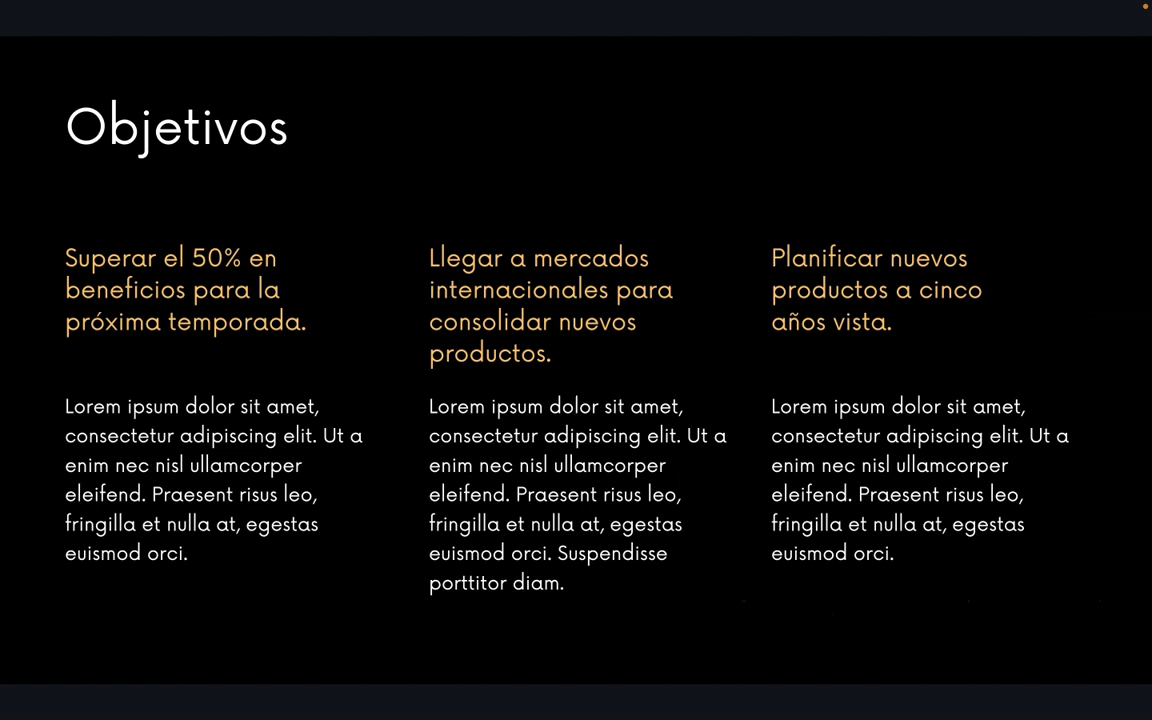 Objetivos
Superar el 50% en
beneficios para la
próxima temporada.
Lorem ipsum dolor sit amet,
consectetur adipiscing elit. Ut a
enim nec nisl ullamcorper
eleifend. Praesent risus leo,
fringilla et nulla at, egestas
euismod orci.
Llegar a mercados
internacionales para
consolidar nuevos
productos.
Lorem ipsum dolor sit amet,
consectetur adipiscing elit. Ut a
enim nec nisl ullamcorper
eleifend. Praesent risus leo,
fringilla et nulla at, egestas
euismod orci. Suspendisse
porttitor diam.
Planificar nuevos
productos a cinco
años vista.
Lorem ipsum dolor sit amet,
consectetur adipiscing elit. Ut a
enim nec nisl ullamcorper
eleifend. Praesent risus leo,
fringilla et nulla at, egestas
euismod orci.